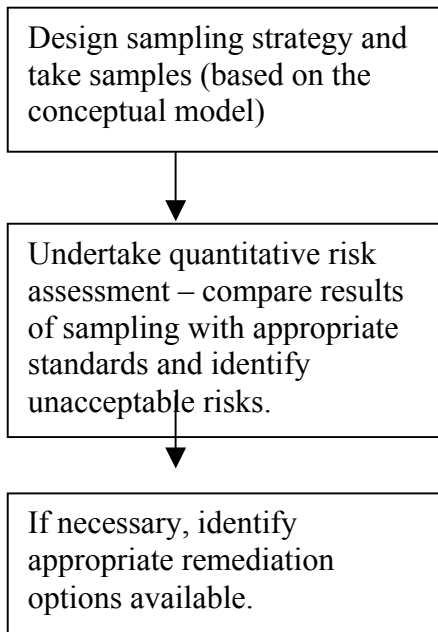 Design sampling strategy and
take samples (based on the
conceptual model)
Undertake quantitative risk
assessment – compare results
of sampling with appropriate
standards and identify
unacceptable risks.
If necessary, identify
appropriate remediation
options available.